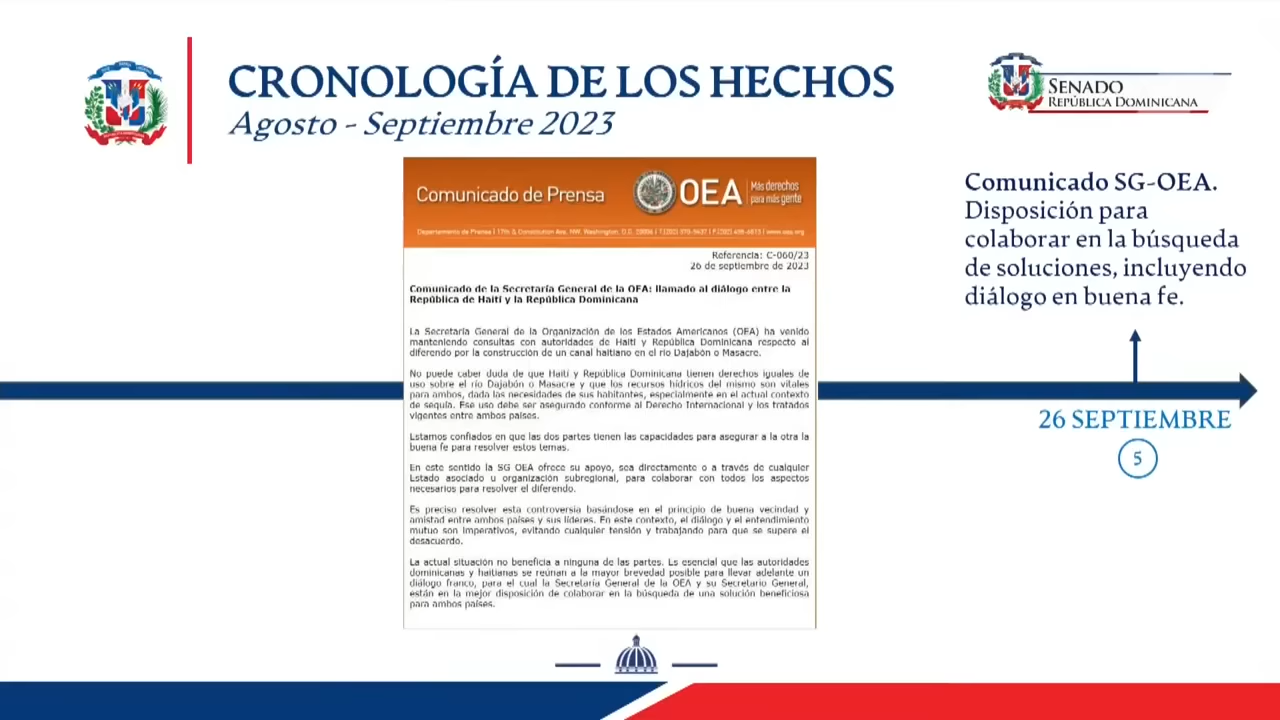 CRONOLOGÍA DE LOS HECHOS
Agosto - Septiembre 2023
SENADO
REPÚBLICA DOMINICANA
Comunicado de Prensa
OEA
Más derechos
para más gente
Referencia: C-060/23
26 de septiembre de 2023
Comunicado de la Secretaría General de la OEA: llamado al diálogo entre la
República de Haití y la República Dominicana
La Secretaría General de la Organización de los Estados Americanos (OEA) ha venido
manteniendo consultas con autoridades de Haití y República Dominicana respecto al
diferendo por la construcción de un canal haitiano en el río Dajabón o Masacre.
No puede caber duda de que Haití y República Dominicana tienen derechos iguales de
uso sobre el río Dajabón o Masacre y que los recursos hídricos del mismo son vitales
para ambos, dada las necesidades de sus habitantes, especialmente en el actual contexto
de sequía. Ese uso debe ser asegurado conforme al Derecho Internacional y los tratados
vigentes entre ambos países.
Estamos confiados en que las dos partes tienen las capacidades para asegurar a la otra la
buena fe para resolver estos temas.
En este sentido la SG OEA ofrece su apoyo, sea directamente o a través de cualquier
Estado asociado u organización subregional, para colaborar con todos los aspectos
necesarios para resolver el diferendo.
Es preciso resolver esta controversia basándose en el principio de buena vecindad y
amistad entre ambos países y sus líderes. En este contexto, el diálogo y el entendimiento
mutuo son imperativos, evitando cualquier tensión y trabajando para que se supere el
desacuerdo.
La actual situación no beneficia a ninguna de las partes. Es esencial que las autoridades
dominicanas y haitianas se reúnan a la mayor brevedad posible para llevar adelante un
diálogo franco, para el cual la Secretaría General de la OEA y su Secretario General,
están en la mejor disposición de colaborar en la búsqueda de una solución beneficiosa
para ambos países.
Comunicado SG-OEA.
Disposición para
colaborar en la búsqueda
de soluciones, incluyendo
diálogo en buena fe.
26 SEPTIEMBRE
5